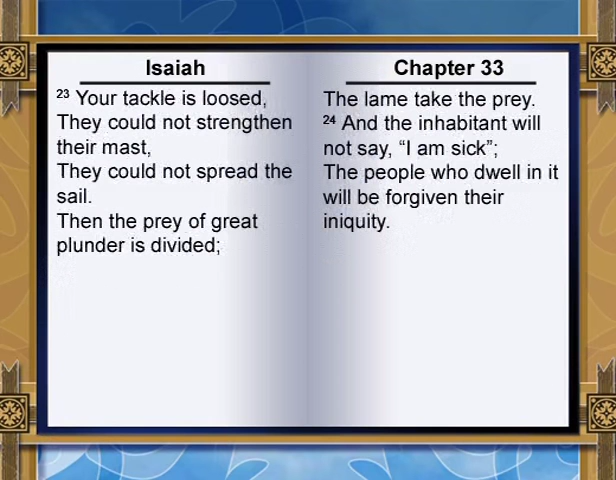 Isaiah
²³ Your tackle is loosed,
They could not strengthen
their mast,
They could not spread the
sail.
Then the prey of great
plunder is divided;
Chapter 33
The lame take the prey.
²⁴ And the inhabitant will
not say, “I am sick”;
The people who dwell in it
will be forgiven their
iniquity.